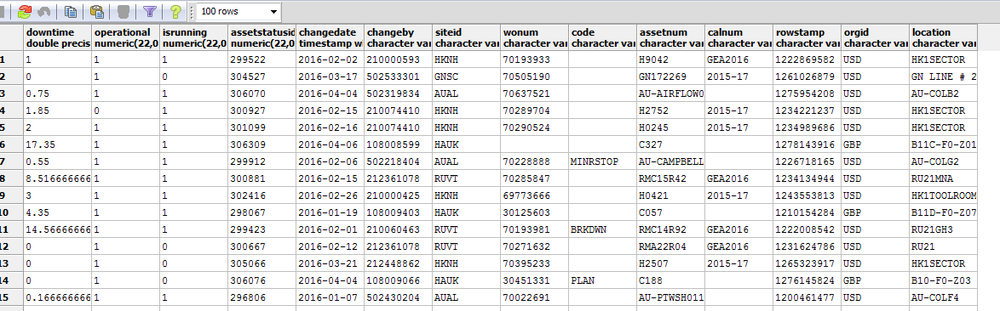 100 rows
downtime operational isrunning assetstatusid changedate changeby siteid wonum code assetnum calnum rowstamp orgid location
double precis numeric(22,0 numeric(22,0 numeric(22,0 timestamp w character var character var character var character var character var character var character var character var character var
1 1 1 1 299522 2016-02-02 210000593 HKNH 70193933 H9042 GEA2016 1222869582 USD HK1SECTOR
2 0 1 0 304527 2016-03-17 502533301 GNSC 70505190 GN172269 2015-17 1261026879 USD GN LINE # 2
3 0.75 1 1 306070 2016-04-04 502319834 AUAL 70637521 AU-AIRFLOW0 1275954208 USD AU-COLB2
4 1.85 0 1 300927 2016-02-15 210074410 HKNH 70289704 H2752 2015-17 1234221237 USD HK1SECTOR
5 2 1 1 301099 2016-02-16 210074410 HKNH 70290524 H0245 2015-17 1234989686 USD HK1SECTOR
6 17.35 1 1 306309 2016-04-06 108008599 HAUK C327 1278143916 GBP B11C-F0-Z01
7 0.55 1 1 299912 2016-02-06 502218404 AUAL 70228888 MINRSTOP AU-CAMPBELL 1226718165 USD AU-COLG2
8 8.516666666 1 1 300881 2016-02-15 212361078 RUVT 70285847 RMC15R42 GEA2016 1234134944 USD RU21MNA
9 3 1 1 302416 2016-02-26 210000425 HKNH 69773666 H0421 2015-17 1243553813 USD HK1TOOLROOM
10 4.35 1 1 298067 2016-01-19 108009403 HAUK 30125603 C057 1210154284 GBP B11D-F0-Z07
11 14.56666666 1 1 299423 2016-02-01 210060463 RUVT 70193981 BRKDWN RMC14R92 GEA2016 1222008542 USD RU21GH3
12 0 1 0 300667 2016-02-12 212361078 RUVT 70271632 RMA22R04 GEA2016 1231624786 USD RU21
13 0 1 0 305066 2016-03-21 212448862 HKNH 70395233 H2507 2015-17 1265323917 USD HK1SECTOR
14 0 1 0 306076 2016-04-04 108009066 HAUK 30451331 PLAN C188 1276145824 GBP B10-F0-Z03
15 0.166666666 1 1 296806 2016-01-07 502430204 AUAL 70022691 AU-PTWSH011 1200461477 USD AU-COLF4